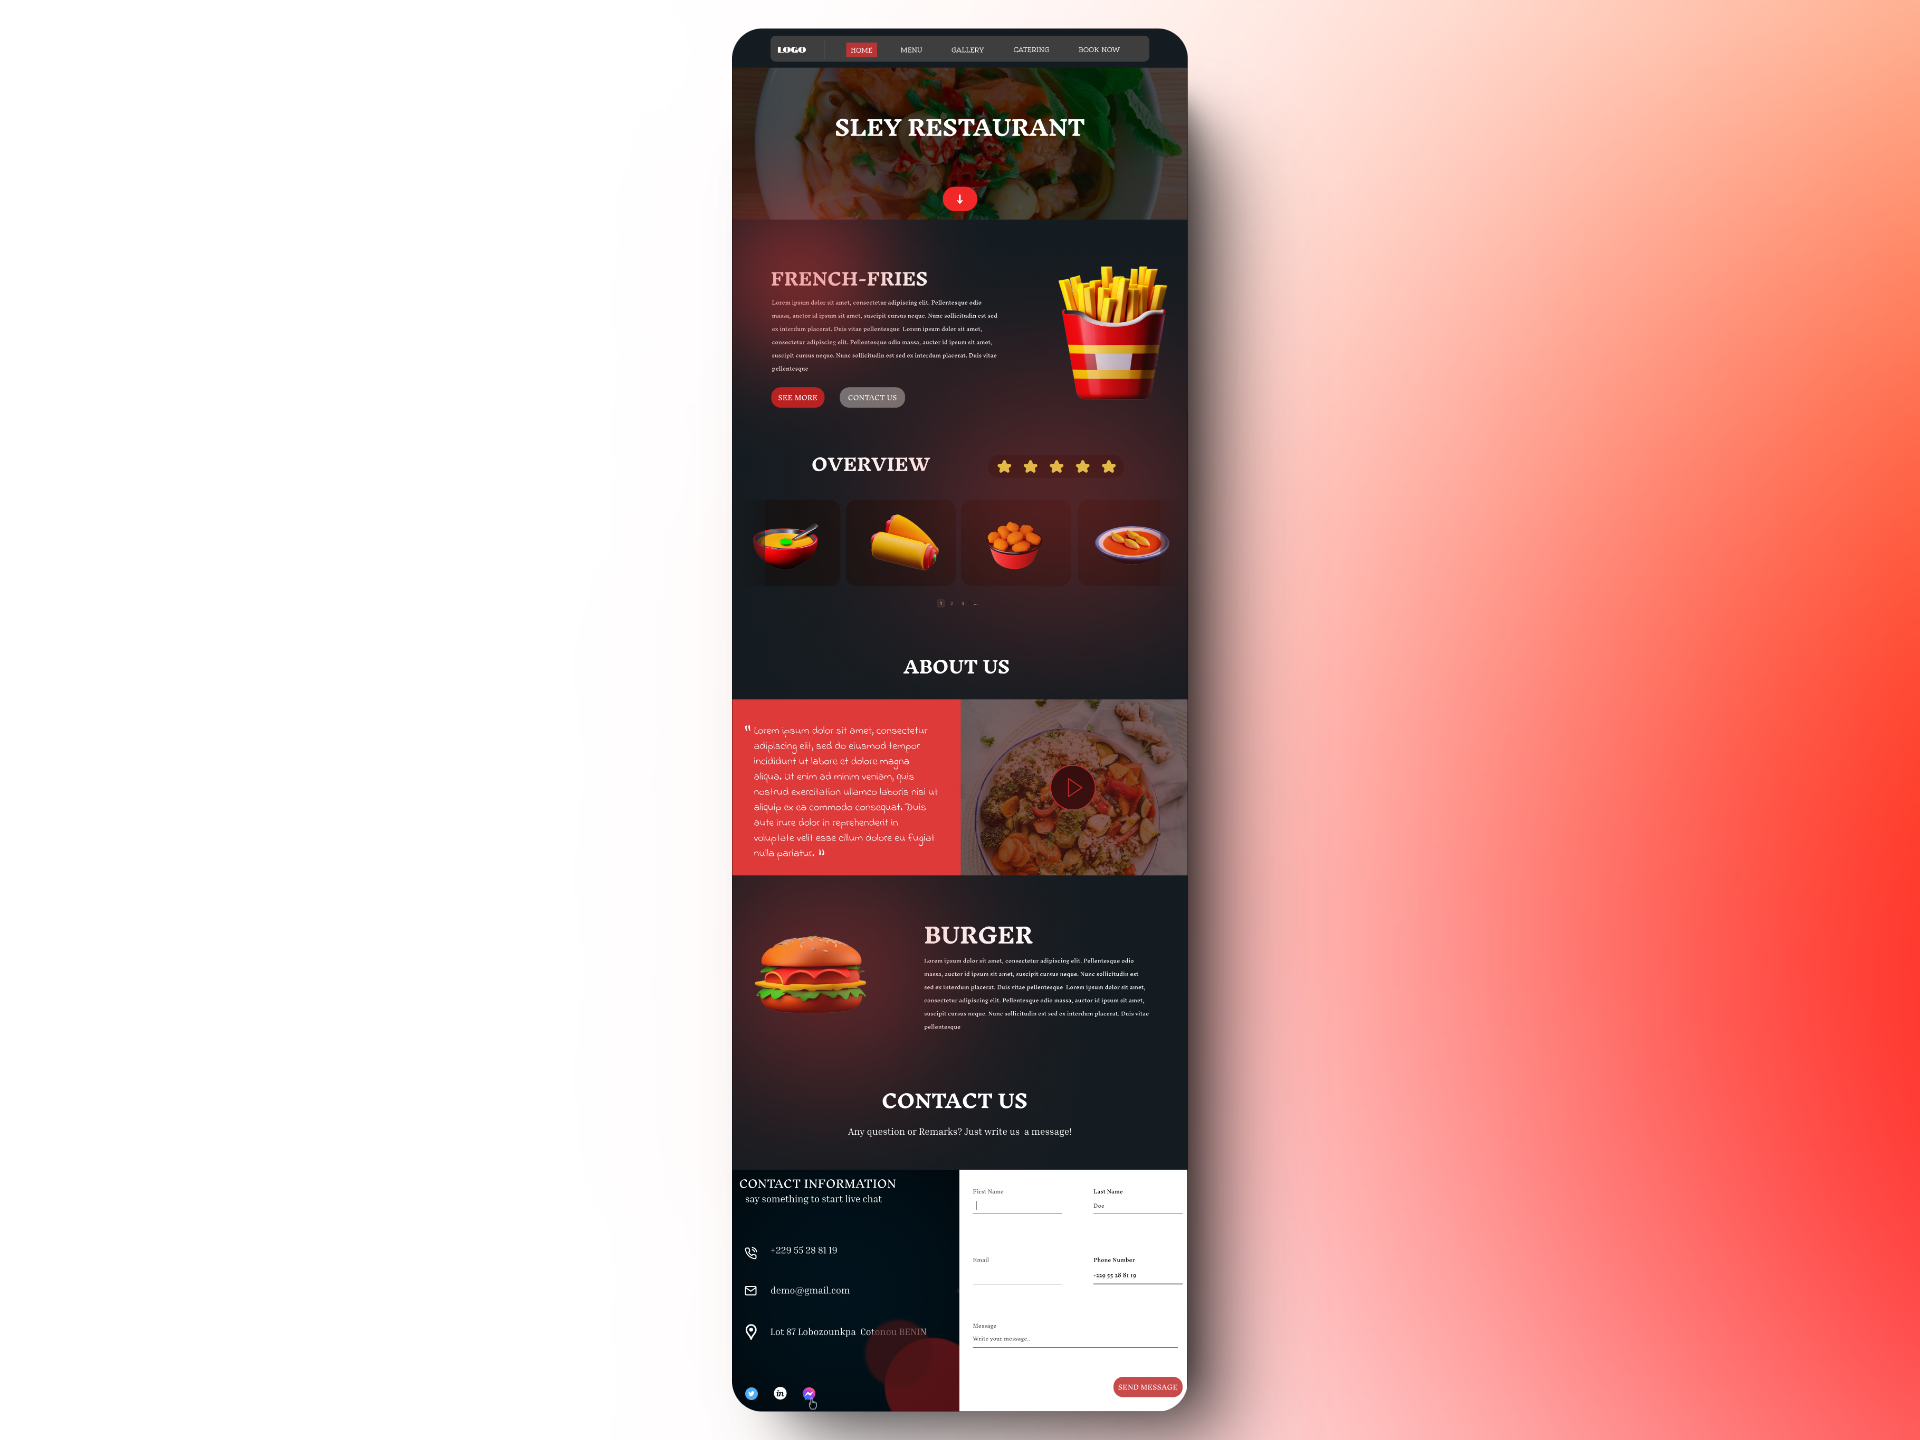 LOGO
HOME
MENU
GALLERY
CATERING
BOOK NOW
SLEY RESTAURANT
FRENCH-FRIES
Lorem ipsum dolor sit amet, consectetur adipiscing elit. Pellentesque odio
massa, auctor id ipsum sit amet, suscipit cursus neque. Nunc sollicitudin est sed
ex interdum placerat. Duis vitae pellentesque Lorem ipsum dolor sit amet,
consectetur adipiscing elit. Pellentesque odio massa, auctor id ipsum sit amet,
suscipit cursus neque. Nunc sollicitudin est sed ex interdum placerat. Duis vitae
pellentesque
SEE MORE
CONTACT US
OVERVIEW
1 2 3 ...
ABOUT US
" Lorem ipsum dolor sit amet, consectetur
adipiscing elit, sed do eiusmod tempor
incididunt ut labore et dolore magna
aliqua. Ut enim ad minim veniam, quis
nostrud exercitation ullamco laboris nisi ut
aliquip ex ea commodo consequat. Duis
aute irure dolor in reprehenderit in
voluptate velit esse cillum dolore eu fugiat
nulla pariatur. "
BURGER
Lorem ipsum dolor sit amet, consectetur adipiscing elit. Pellentesque odio
massa, auctor id ipsum sit amet, suscipit cursus neque. Nunc sollicitudin est
sed ex interdum placerat. Duis vitae pellentesque Lorem ipsum dolor sit amet,
consectetur adipiscing elit. Pellentesque odio massa, auctor id ipsum sit amet,
suscipit cursus neque. Nunc sollicitudin est sed ex interdum placerat. Duis vitae
pellentesque
CONTACT US
Any question or Remarks? Just write us a message!
CONTACT INFORMATION
say something to start live chat
+229 55 28 81 19
demo@gmail.com
Lot 87 Lobozounkpa Cotonou BENIN
in
First Name
Last Name
Doe
Email
Phone Number
+229 55 28 81 19
Message
Write your message..
SEND MESSAGE